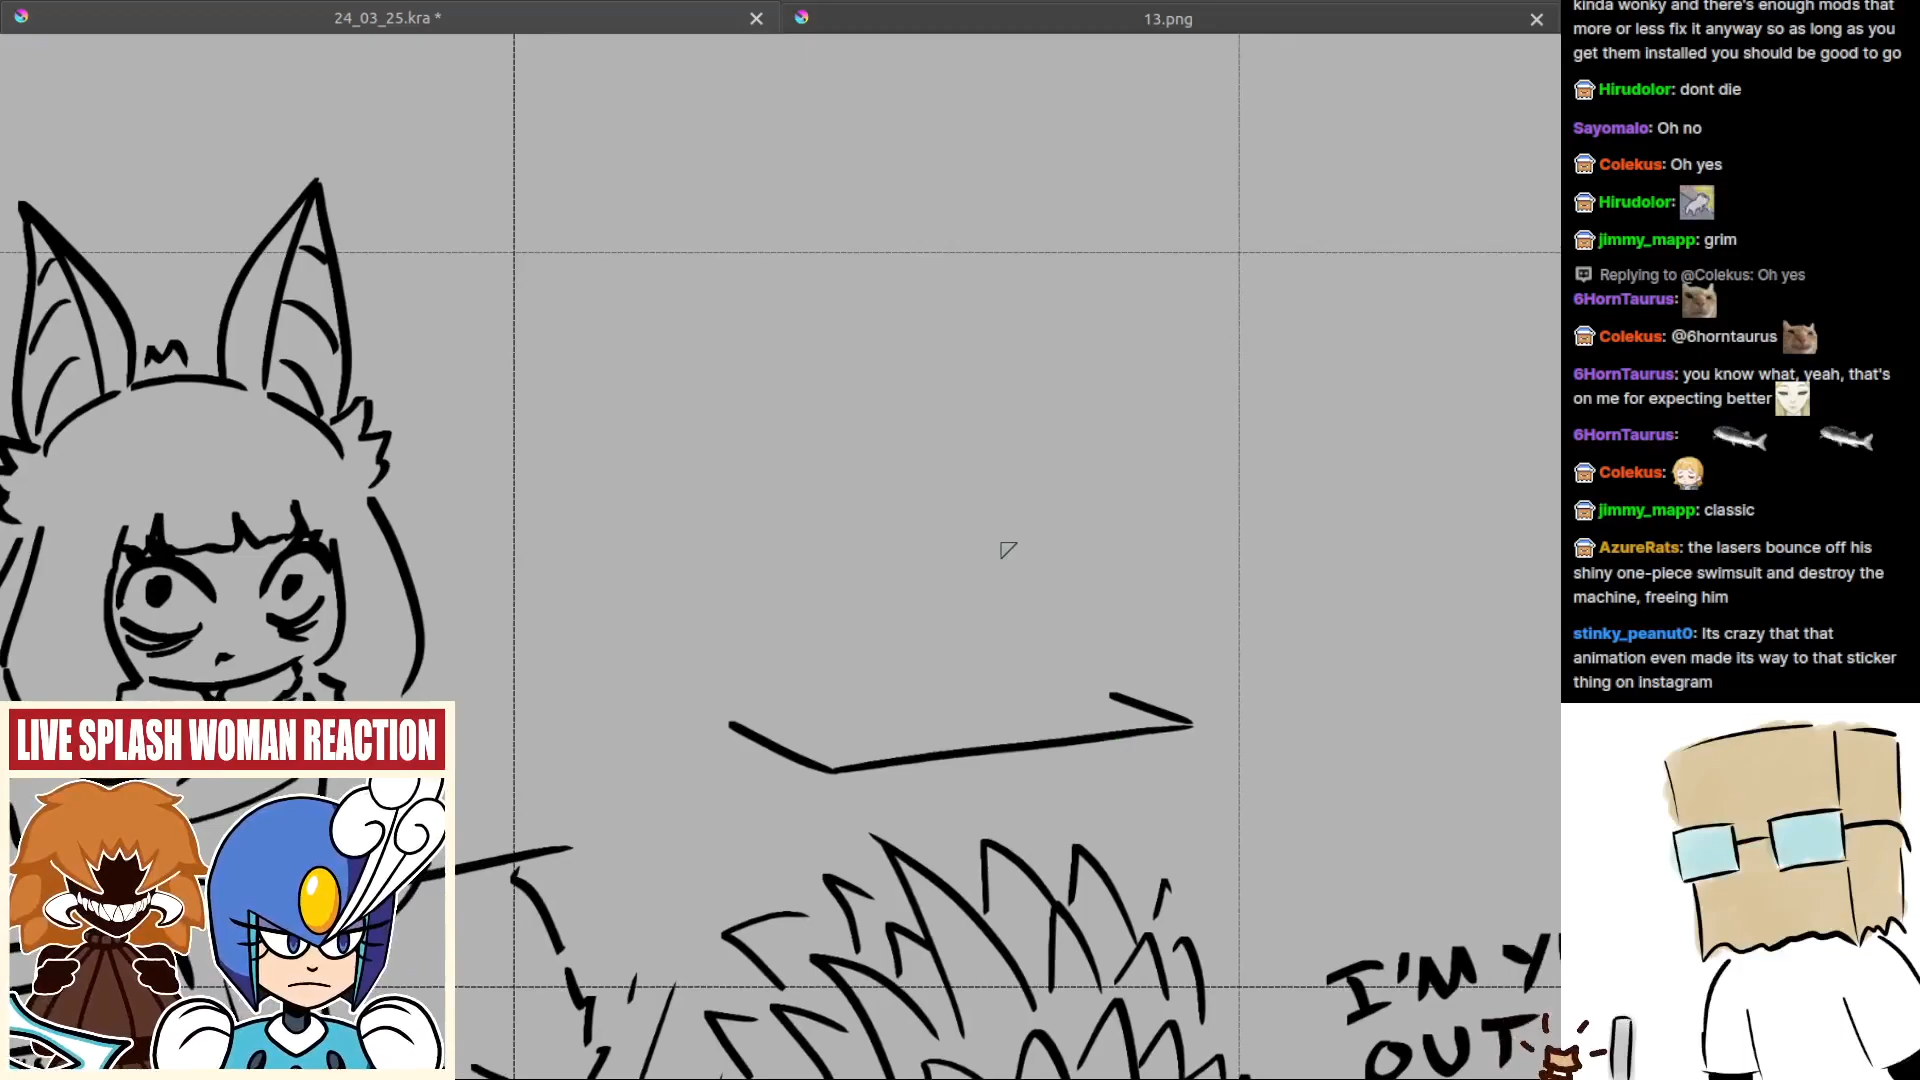 24_03_25.kra *
13.png
kinda wonky and there's enough mods that
more or less fix it anyway so as long as you
get them installed you should be good to go
Hirudolor: dont die
Sayomalo: Oh no
Colekus: Oh yes
Hirudolor:
jimmy_mapp: grim
Replying to @Colekus: Oh yes
6HornTaurus:
Colekus: @6horntaurus
6HornTaurus: you know what, yeah, that's
on me for expecting better
6HornTaurus:
Colekus:
jimmy_mapp: classic
AzureRats: the lasers bounce off his
shiny one-piece swimsuit and destroy the
machine, freeing him
stinky_peanut0: Its crazy that that
animation even made its way to that sticker
thing on instagram
LIVE SPLASH WOMAN REACTION
I'M Y
OUT